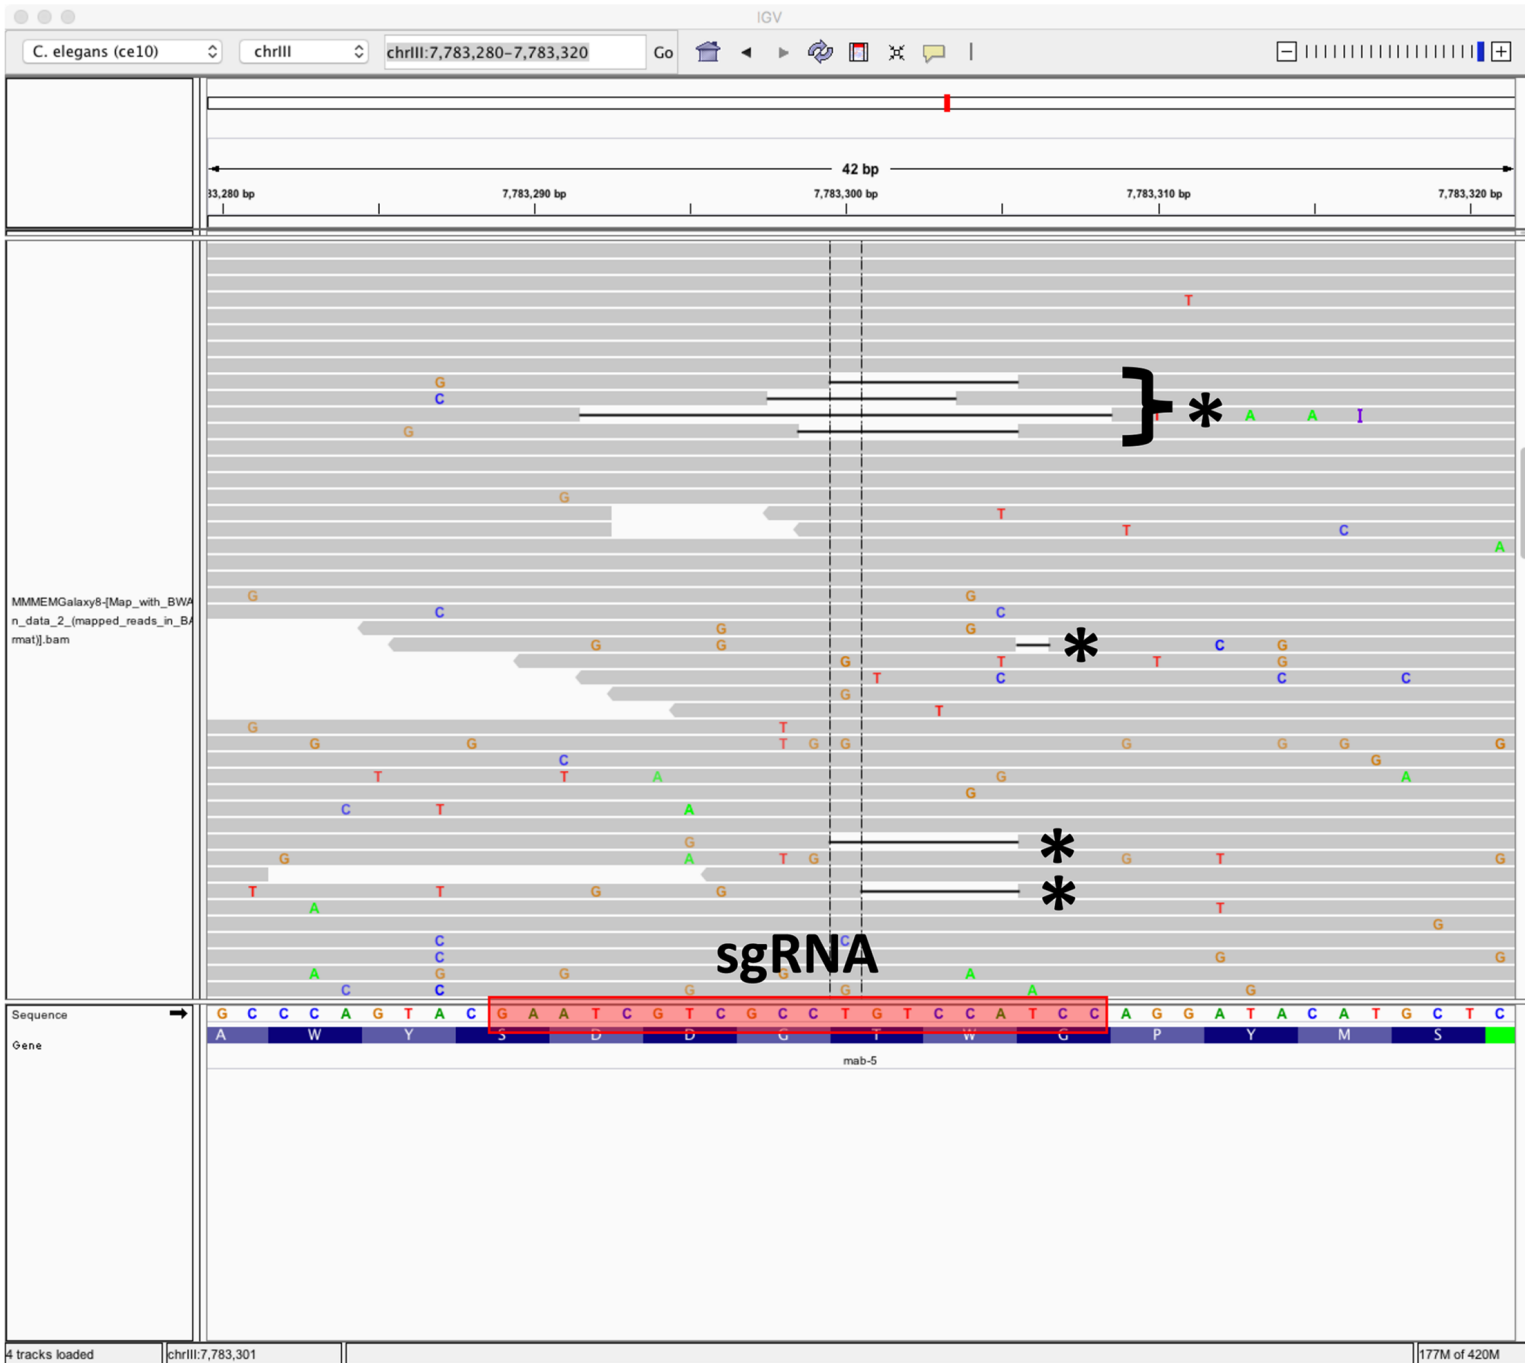 IGV
C. elegans (ce10) chrIII chrIII:7,783,280-7,783,320 Go
42 bp
33,280 bp 7,783,290 bp 7,783,300 bp 7,783,310 bp 7,783,320 bp
T
G
C
T A A I
G *
G
T
T C
A
G G
C C
G G
G G * C G
G T T G
T C C C
G
T
G T
G G T G G G G G G
C G
T T A G A
G
C T A
G *
G A T G G T G
*
T T G G
A T
G
C C
C G G
A G G G A
C C G G A G
sgRNA
MMMEMGalaxy8-[Map_with_BWA
n_data_2_(mapped_reads_in_BA
rmat)].bam
Sequence G C C C A G T A C G A A T C G T C G C C T G T C C A T C C A G G A T A C A T G C T C
Gene A W Y S D D G T W G P Y M S
mab-5
4 tracks loaded chrIII:7,783,301 177M of 420M